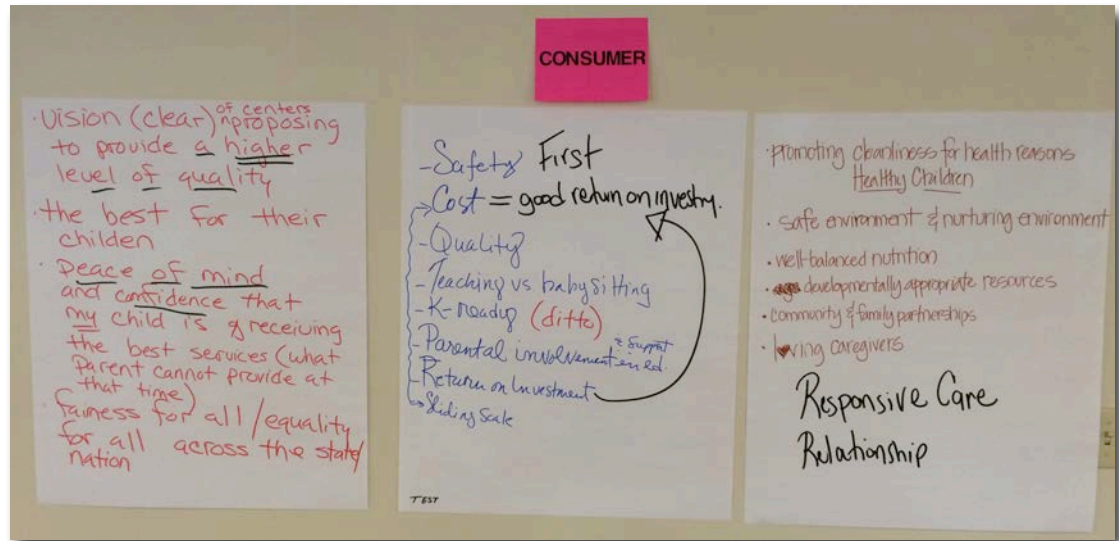 CONSUMER
· Vision (clear) of centers proposing
to provide a higher
level of quality
· the best for their
childen
· Peace of mind
and confidence that
my child is receiving
the best services (what
Parent cannot provide at
that time)
· fairness for all / equality
for all across the state/
nation
- Safety First
- Cost = good return on investm.
- Quality
- Teaching vs babysitting
- K-ready (ditto)
- Parental involvement & support in ed.
- Return on Investment
Sliding Scale
TEST
· promoting cleanliness for health reasons
Healthy Children
· safe environment & nurturing environment
· well-balanced nutrition
· developmentally appropriate resources
· community & family partnerships
· loving caregivers
Responsive Care
Relationship